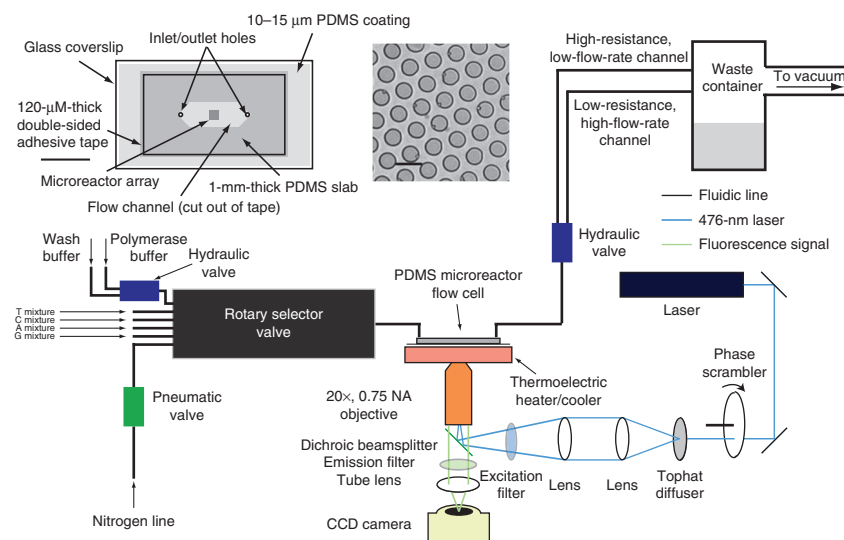 10–15 µm PDMS coating
Inlet/outlet holes
Glass coverslip
120-µM-thick
double-sided
adhesive tape
Microreactor array
1-mm-thick PDMS slab
Flow channel (cut out of tape)
High-resistance,
low-flow-rate channel
Waste
container
To vacuum
Low-resistance,
high-flow-rate
channel
Fluidic line
476-nm laser
Fluorescence signal
Wash
buffer
Polymerase
buffer
Hydraulic
valve
Hydraulic
valve
PDMS microreactor
flow cell
Rotary selector
valve
T mixture
C mixture
A mixture
G mixture
Laser
Pneumatic
valve
20×, 0.75 NA
objective
Thermoelectric
heater/cooler
Phase
scrambler
Dichroic beamsplitter
Emission filter
Tube lens
Excitation
filter
Lens
Lens
Tophat
diffuser
Nitrogen line
CCD camera